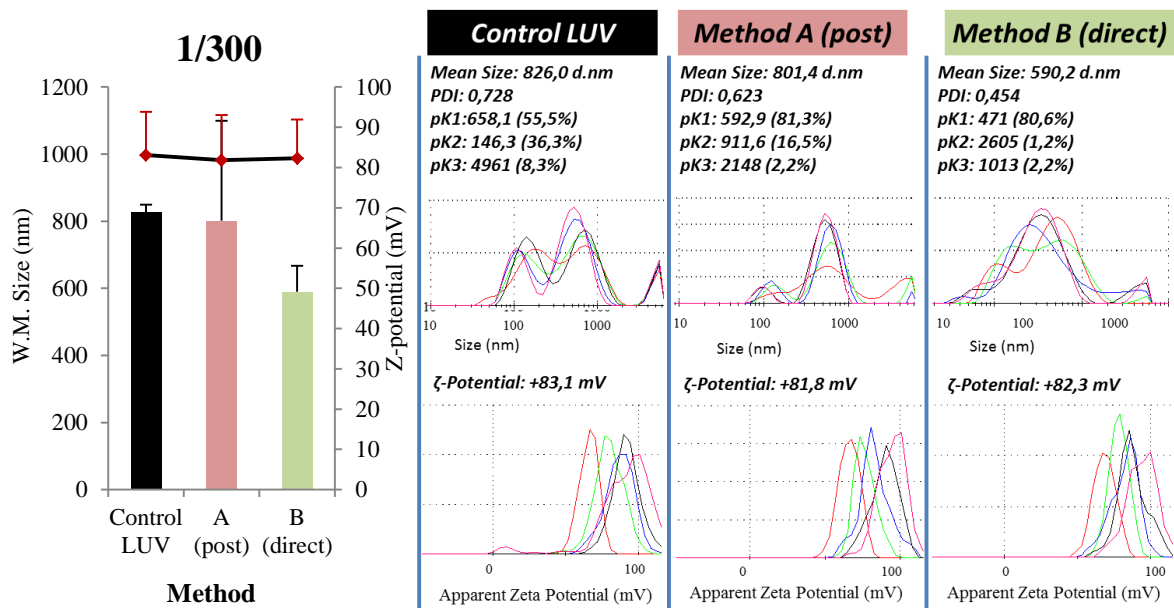 1/300
W.M. Size (nm)
1200
1000
800
600
400
200
0
100
90
80
70
60
50
40
30
20
10
0
Z-potential (mV)
Control LUV
A (post)
B (direct)
Method
Control LUV
Mean Size: 826,0 d.nm
PDI: 0,728
pK1:658,1 (55,5%)
pK2: 146,3 (36,3%)
pK3: 4961 (8,3%)
10 100 1000
Size (nm)
ζ-Potential: +83,1 mV
0 100
Apparent Zeta Potential (mV)
Method A (post)
Mean Size: 801,4 d.nm
PDI: 0,623
pK1: 592,9 (81,3%)
pK2: 911,6 (16,5%)
pK3: 2148 (2,2%)
10 100 1000
Size (nm)
ζ-Potential: +81,8 mV
0 100
Apparent Zeta Potential (mV)
Method B (direct)
Mean Size: 590,2 d.nm
PDI: 0,454
pK1: 471 (80,6%)
pK2: 2605 (1,2%)
pK3: 1013 (2,2%)
10 100 1000
Size (nm)
ζ-Potential: +82,3 mV
0 100
Apparent Zeta Potential (mV)